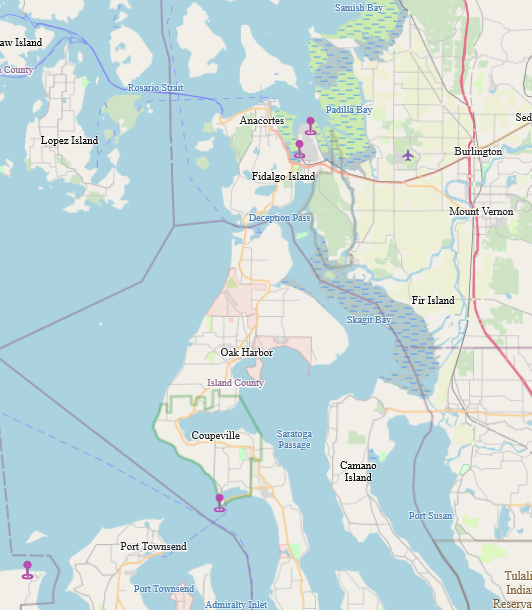 Samish Bay
aw Island
County
Rosario Strait
Padilla Bay
Anacortes
Sed
Lopez Island
Burlington
Fidalgo Island
Mount Vernon
Deception Pass
Fir Island
Skagit Bay
Oak Harbor
Island County
Coupeville
Saratoga
Passage
Camano
Island
Port Susan
Port Townsend
Tulali
India
Reserva
Port Townsend
Admiralty Inlet